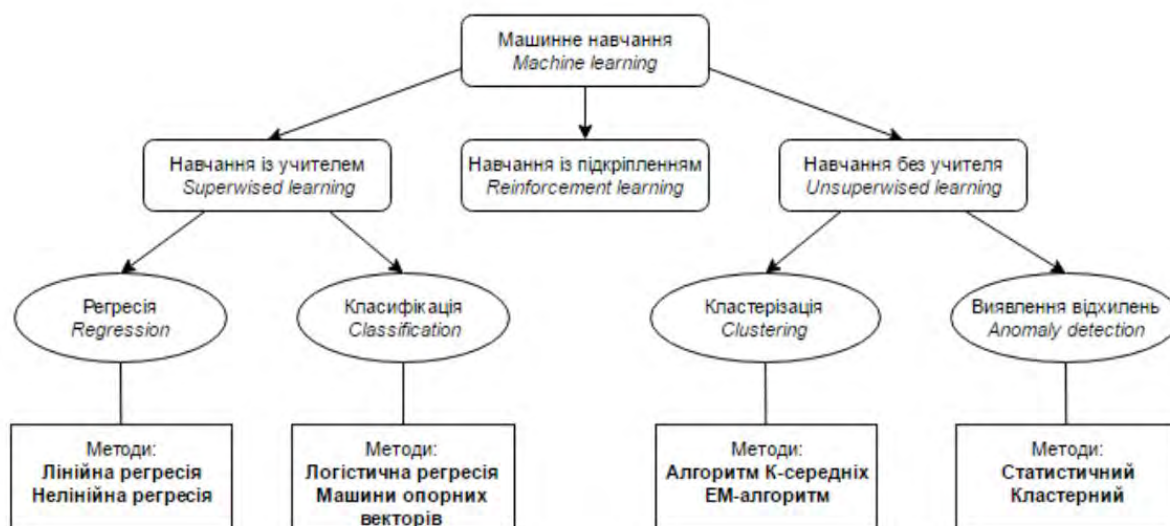 Машинне навчання
Machine learning
Навчання із учителем
Superwised learning
Навчання із підкріпленням
Reinforcement learning
Навчання без учителя
Unsuperwised learning
Регресія
Regression
Класифікація
Classification
Кластерізація
Clustering
Виявлення відхилень
Anomaly detection
Методи:
Лінійна регресія
Нелінійна регресія
Методи:
Логістична регресія
Машини опорних
векторів
Методи:
Алгоритм К-середніх
ЕМ-алгоритм
Методи:
Статистичний
Кластерний